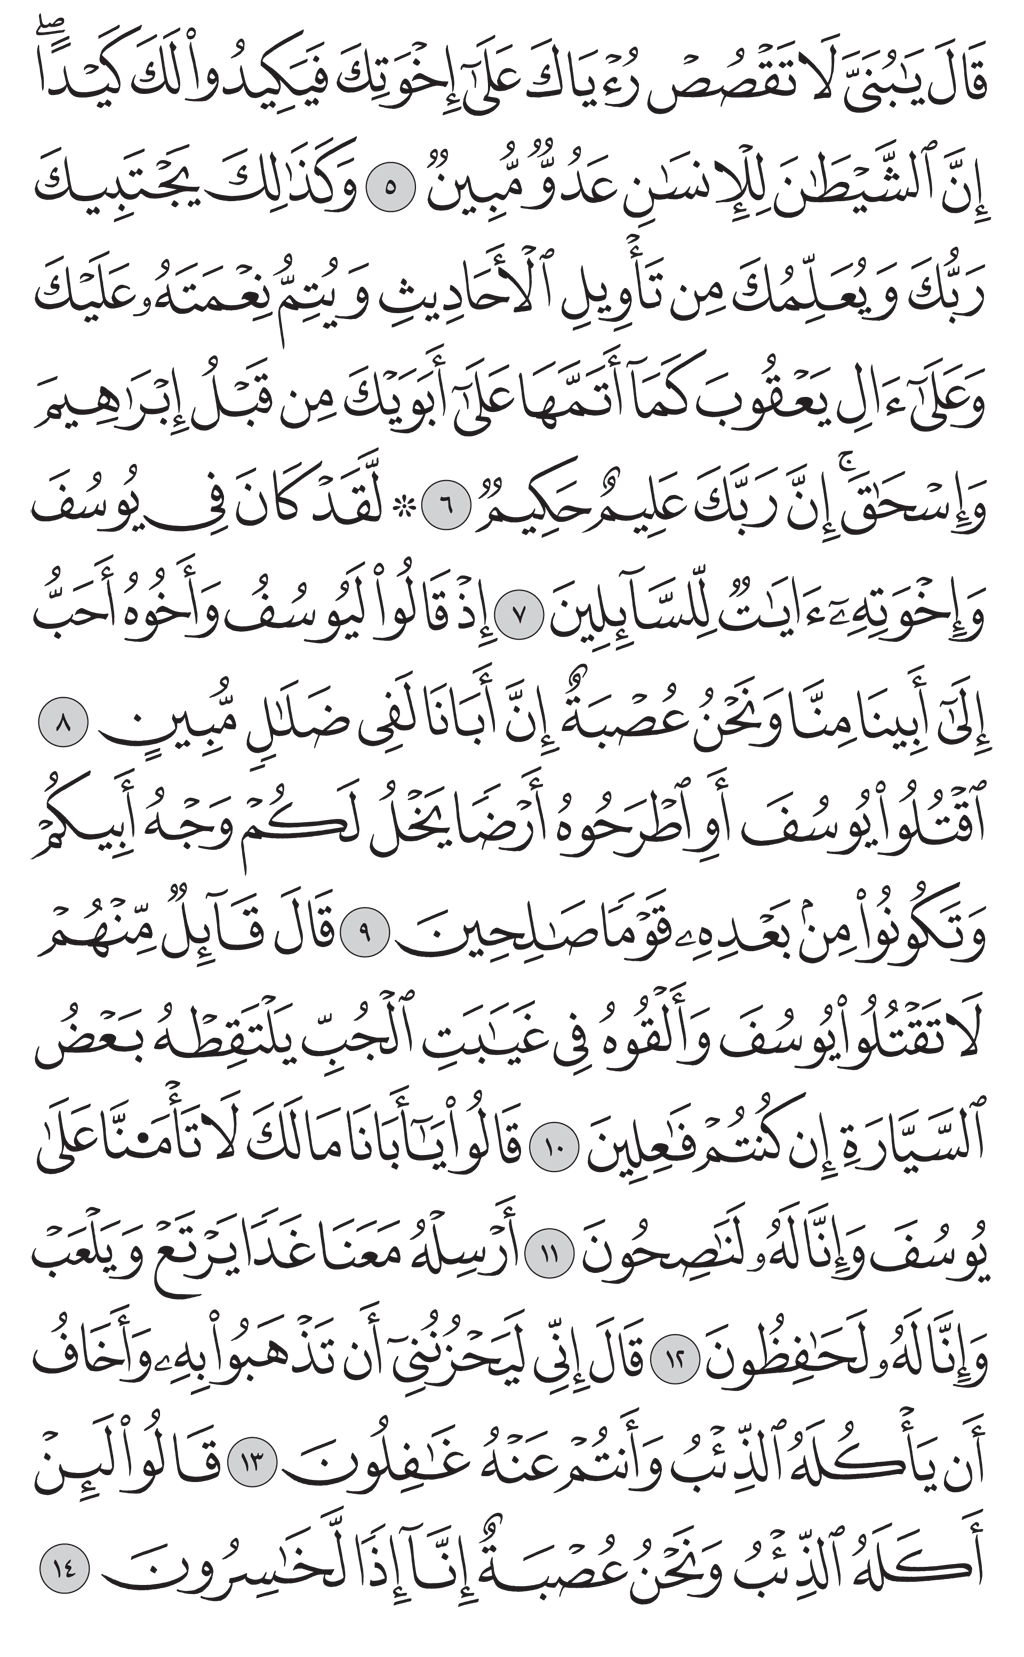 قَالَ يَٰبُنَيَّ لَا تَقۡصُصۡ رُءۡيَاكَ عَلَىٰٓ إِخۡوَتِكَ فَيَكِيدُواْ لَكَ كَيۡدًاۖ
إِنَّ ٱلشَّيۡطَٰنَ لِلۡإِنسَٰنِ عَدُوّٞ مُّبِينٞ ٥ وَكَذَٰلِكَ يَجۡتَبِيكَ
رَبُّكَ وَيُعَلِّمُكَ مِن تَأۡوِيلِ ٱلۡأَحَادِيثِ وَيُتِمُّ نِعۡمَتَهُۥ عَلَيۡكَ
وَعَلَىٰٓ ءَالِ يَعۡقُوبَ كَمَآ أَتَمَّهَا عَلَىٰٓ أَبَوَيۡكَ مِن قَبۡلُ إِبۡرَٰهِيمَ
وَإِسۡحَٰقَۚ إِنَّ رَبَّكَ عَلِيمٌ حَكِيمٞ ٦ ۞ لَّقَدۡ كَانَ فِي يُوسُفَ
وَإِخۡوَتِهِۦٓ ءَايَٰتٞ لِّلسَّآئِلِينَ ٧ إِذۡ قَالُواْ لَيُوسُفُ وَأَخُوهُ أَحَبُّ
إِلَىٰٓ أَبِينَا مِنَّا وَنَحۡنُ عُصۡبَةٌ إِنَّ أَبَانَا لَفِي ضَلَٰلٖ مُّبِينٍ ٨
ٱقۡتُلُواْ يُوسُفَ أَوِ ٱطۡرَحُوهُ أَرۡضٗا يَخۡلُ لَكُمۡ وَجۡهُ أَبِيكُمۡ
وَتَكُونُواْ مِنۢ بَعۡدِهِۦ قَوۡمٗا صَٰلِحِينَ ٩ قَالَ قَآئِلٞ مِّنۡهُمۡ
لَا تَقۡتُلُواْ يُوسُفَ وَأَلۡقُوهُ فِي غَيَٰبَتِ ٱلۡجُبِّ يَلۡتَقِطۡهُ بَعۡضُ
ٱلسَّيَّارَةِ إِن كُنتُمۡ فَٰعِلِينَ ١٠ قَالُواْ يَٰٓأَبَانَا مَا لَكَ لَا تَأۡمَ۬نَّا عَلَىٰ
يُوسُفَ وَإِنَّا لَهُۥ لَنَٰصِحُونَ ١١ أَرۡسِلۡهُ مَعَنَا غَدٗا يَرۡتَعۡ وَيَلۡعَبۡ
وَإِنَّا لَهُۥ لَحَٰفِظُونَ ١٢ قَالَ إِنِّي لَيَحۡزُنُنِيٓ أَن تَذۡهَبُواْ بِهِۦ وَأَخَافُ
أَن يَأۡكُلَهُ ٱلذِّئۡبُ وَأَنتُمۡ عَنۡهُ غَٰفِلُونَ ١٣ قَالُواْ لَئِنۡ
أَكَلَهُ ٱلذِّئۡبُ وَنَحۡنُ عُصۡبَةٌ إِنَّآ إِذٗا لَّخَٰسِرُونَ ١٤